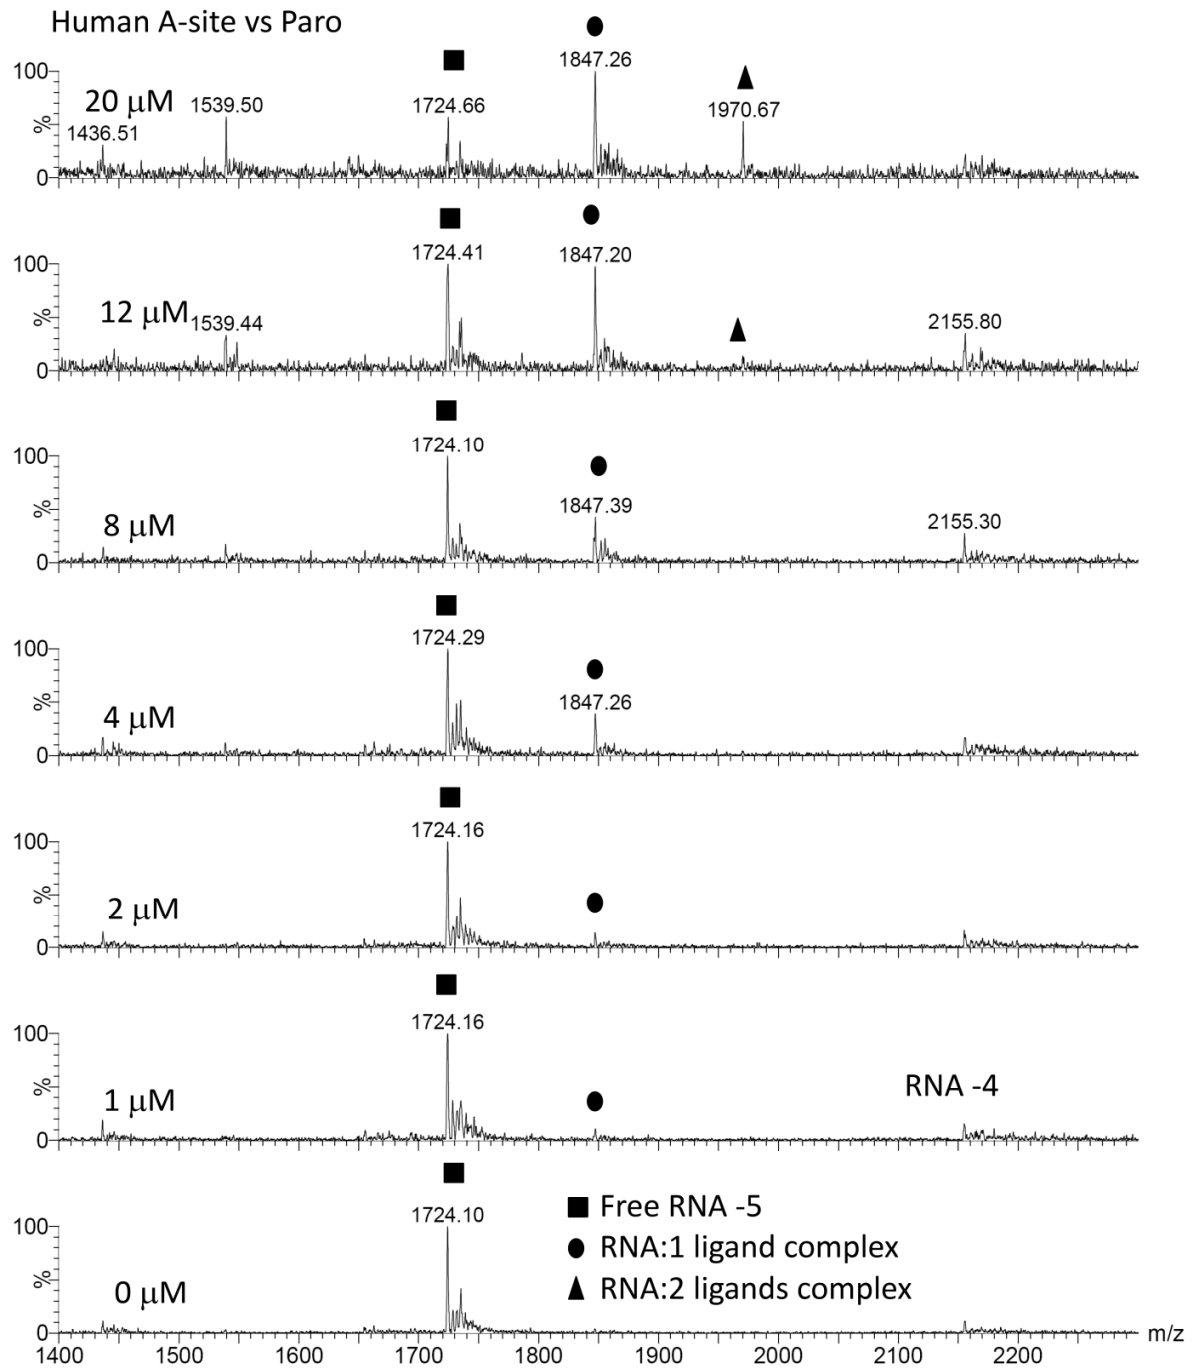 Human A-site vs Paro
1847.26
100
%
0
20 μM
1436.51
1539.50
1724.66
1970.67
1724.41
1847.20
100
%
0
12 μM
1539.44
2155.80
1724.10
100
%
0
8 μM
1847.39
2155.30
1724.29
100
%
0
4 μM
1847.26
1724.16
100
%
0
2 μM
1724.16
100
%
0
1 μM
RNA -4
1724.10
100
%
0
0 μM
Free RNA -5
RNA:1 ligand complex
RNA:2 ligands complex
1400 1500 1600 1700 1800 1900 2000 2100 2200 m/z